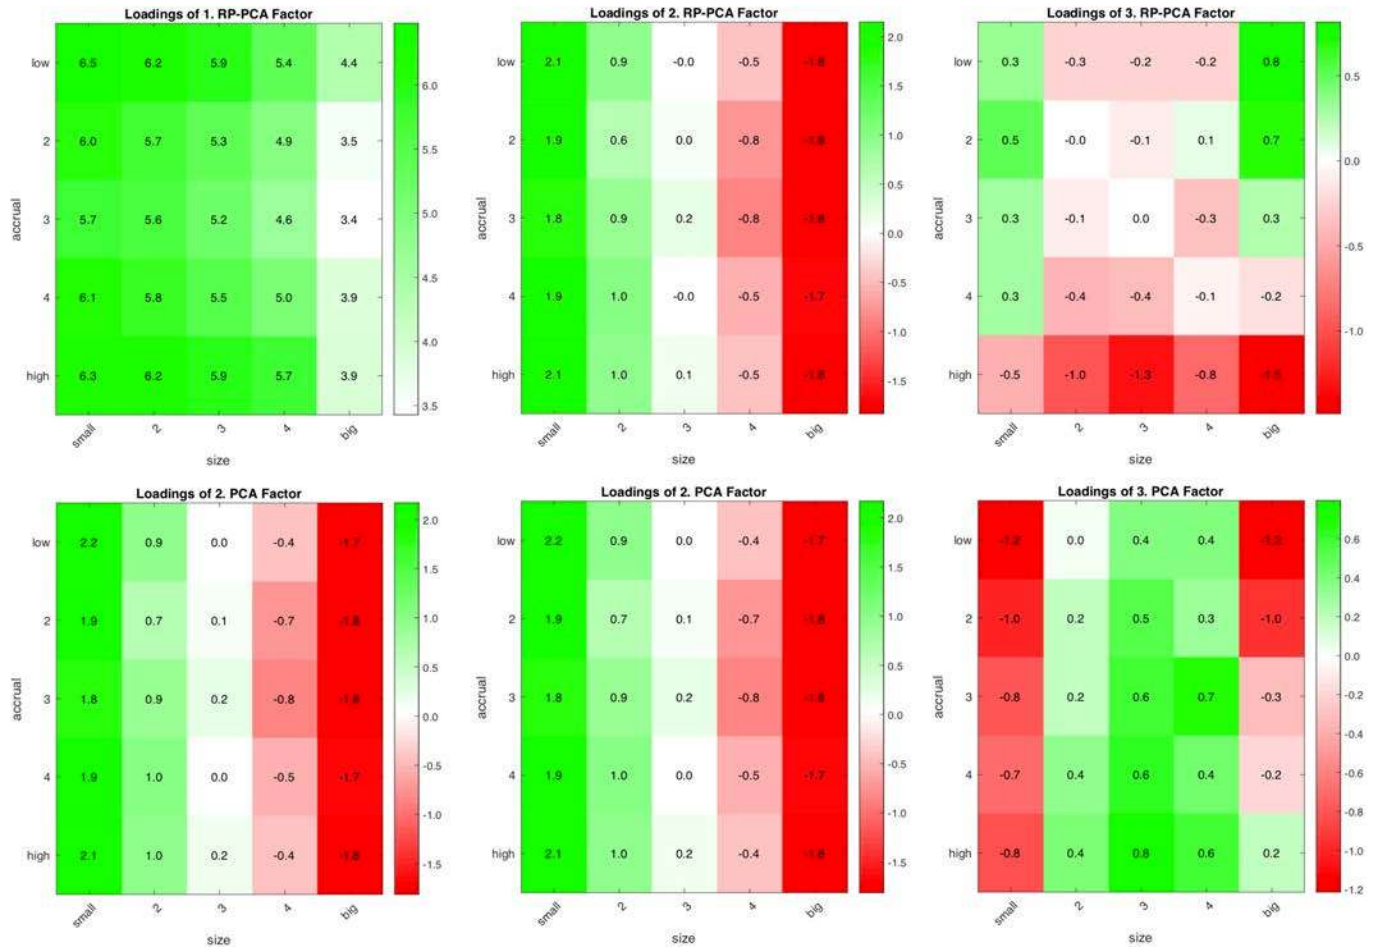 Loadings of 1. RP-PCA Factor
low 6.5 6.2 5.9 5.4 4.4
2 6.0 5.7 5.3 4.9 3.5
3 5.7 5.6 5.2 4.6 3.4
4 6.1 5.8 5.5 5.0 3.9
high 6.3 6.2 5.9 5.7 3.9
accrual
small 2 3 4 big
size
6.0
5.5
5.0
4.5
4.0
3.5
Loadings of 2. RP-PCA Factor
low 2.1 0.9 -0.0 -0.5 -1.8
2 1.9 0.6 0.0 -0.8 -1.8
3 1.8 0.9 0.2 -0.8 -1.8
4 1.9 1.0 -0.0 -0.5 -1.7
high 2.1 1.0 0.1 -0.5 -1.8
accrual
small 2 3 4 big
size
2.0
1.5
1.0
0.5
0.0
-0.5
-1.0
-1.5
Loadings of 3. RP-PCA Factor
low 0.3 -0.3 -0.2 -0.2 0.8
2 0.5 -0.0 -0.1 0.1 0.7
3 0.3 -0.1 0.0 -0.3 0.3
4 0.3 -0.4 -0.4 -0.1 -0.2
high -0.5 -1.0 -1.3 -0.8 -1.5
accrual
small 2 3 4 big
size
0.5
0.0
-0.5
-1.0
Loadings of 2. PCA Factor
low 2.2 0.9 0.0 -0.4 -1.7
2 1.9 0.7 0.1 -0.7 -1.8
3 1.8 0.9 0.2 -0.8 -1.8
4 1.9 1.0 0.0 -0.5 -1.7
high 2.1 1.0 0.2 -0.4 -1.8
accrual
small 2 3 4 big
size
2.0
1.5
1.0
0.5
0.0
-0.5
-1.0
-1.5
Loadings of 2. PCA Factor
low 2.2 0.9 0.0 -0.4 -1.7
2 1.9 0.7 0.1 -0.7 -1.8
3 1.8 0.9 0.2 -0.8 -1.8
4 1.9 1.0 0.0 -0.5 -1.7
high 2.1 1.0 0.2 -0.4 -1.8
accrual
small 2 3 4 big
size
2.0
1.5
1.0
0.5
0.0
-0.5
-1.0
-1.5
Loadings of 3. PCA Factor
low -1.2 0.0 0.4 0.4 -1.2
2 -1.0 0.2 0.5 0.3 -1.0
3 -0.8 0.2 0.6 0.7 -0.3
4 -0.7 0.4 0.6 0.4 -0.2
high -0.8 0.4 0.8 0.6 0.2
accrual
small 2 3 4 big
size
0.6
0.4
0.2
0.0
-0.2
-0.4
-0.6
-0.8
-1.0
-1.2